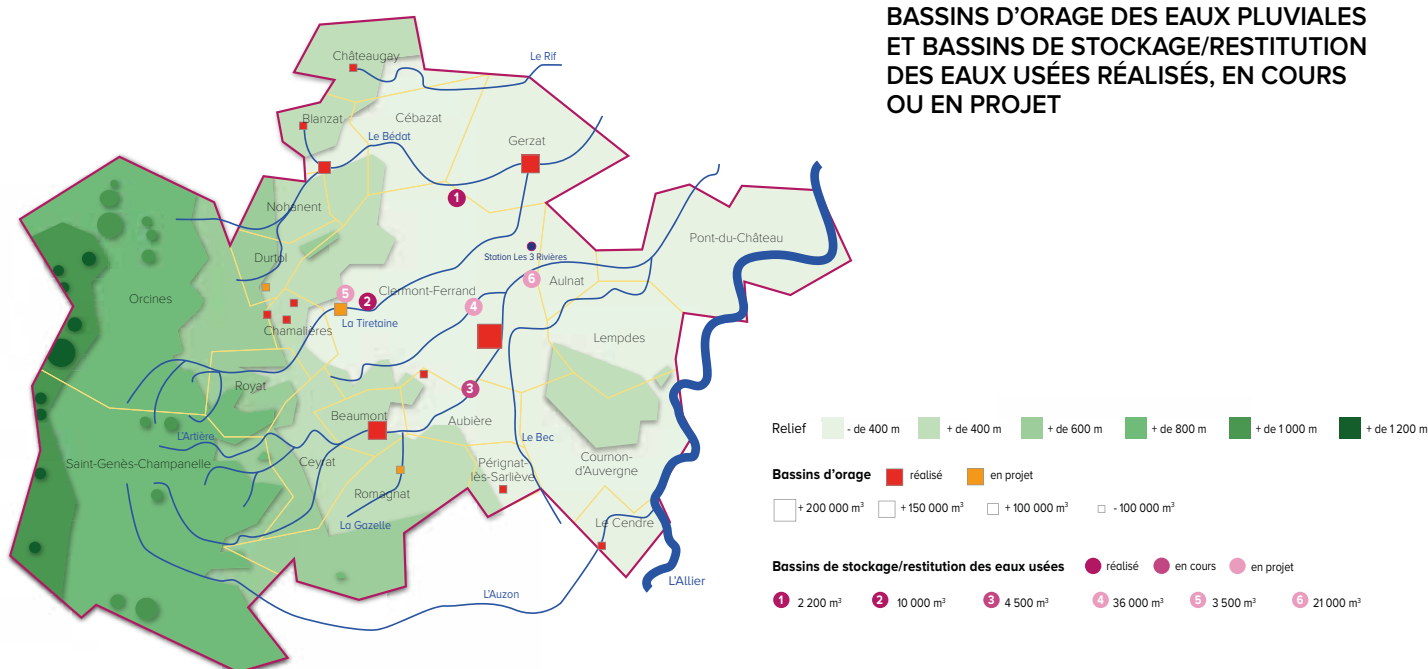 BASSINS D'ORAGE DES EAUX PLUVIALES
ET BASSINS DE STOCKAGE/RESTITUTION
DES EAUX USÉES RÉALISÉS, EN COURS
OU EN PROJET
Châteaugay
Le Rif
Blanzat
Cébazat
Le Bédat
Gerzat
1
Nohanent
Pont-du-Château
Durtol
Station Les 3 Rivières
Orcines
5
2
Clermont-Ferrand
4
6
Aulnat
Chamalières
La Tiretaine
Lempdes
Royat
3
Beaumont
Aubière
L'Artière
Le Bec
Saint-Genès-Champanelle
Ceyrat
Pérignat-
lès-Sarliève
Cournon-
d'Auvergne
Romagnat
La Gazelle
Le Cendre
L'Auzon
L'Allier
Relief - de 400 m + de 400 m + de 600 m + de 800 m + de 1 000 m + de 1 200 m
Bassins d'orage réalisé en projet
+ 200 000 m³ + 150 000 m³ + 100 000 m³ - 100 000 m³
Bassins de stockage/restitution des eaux usées réalisé en cours en projet
1 2 200 m³ 2 10 000 m³ 3 4 500 m³ 4 36 000 m³ 5 3 500 m³ 6 21 000 m³